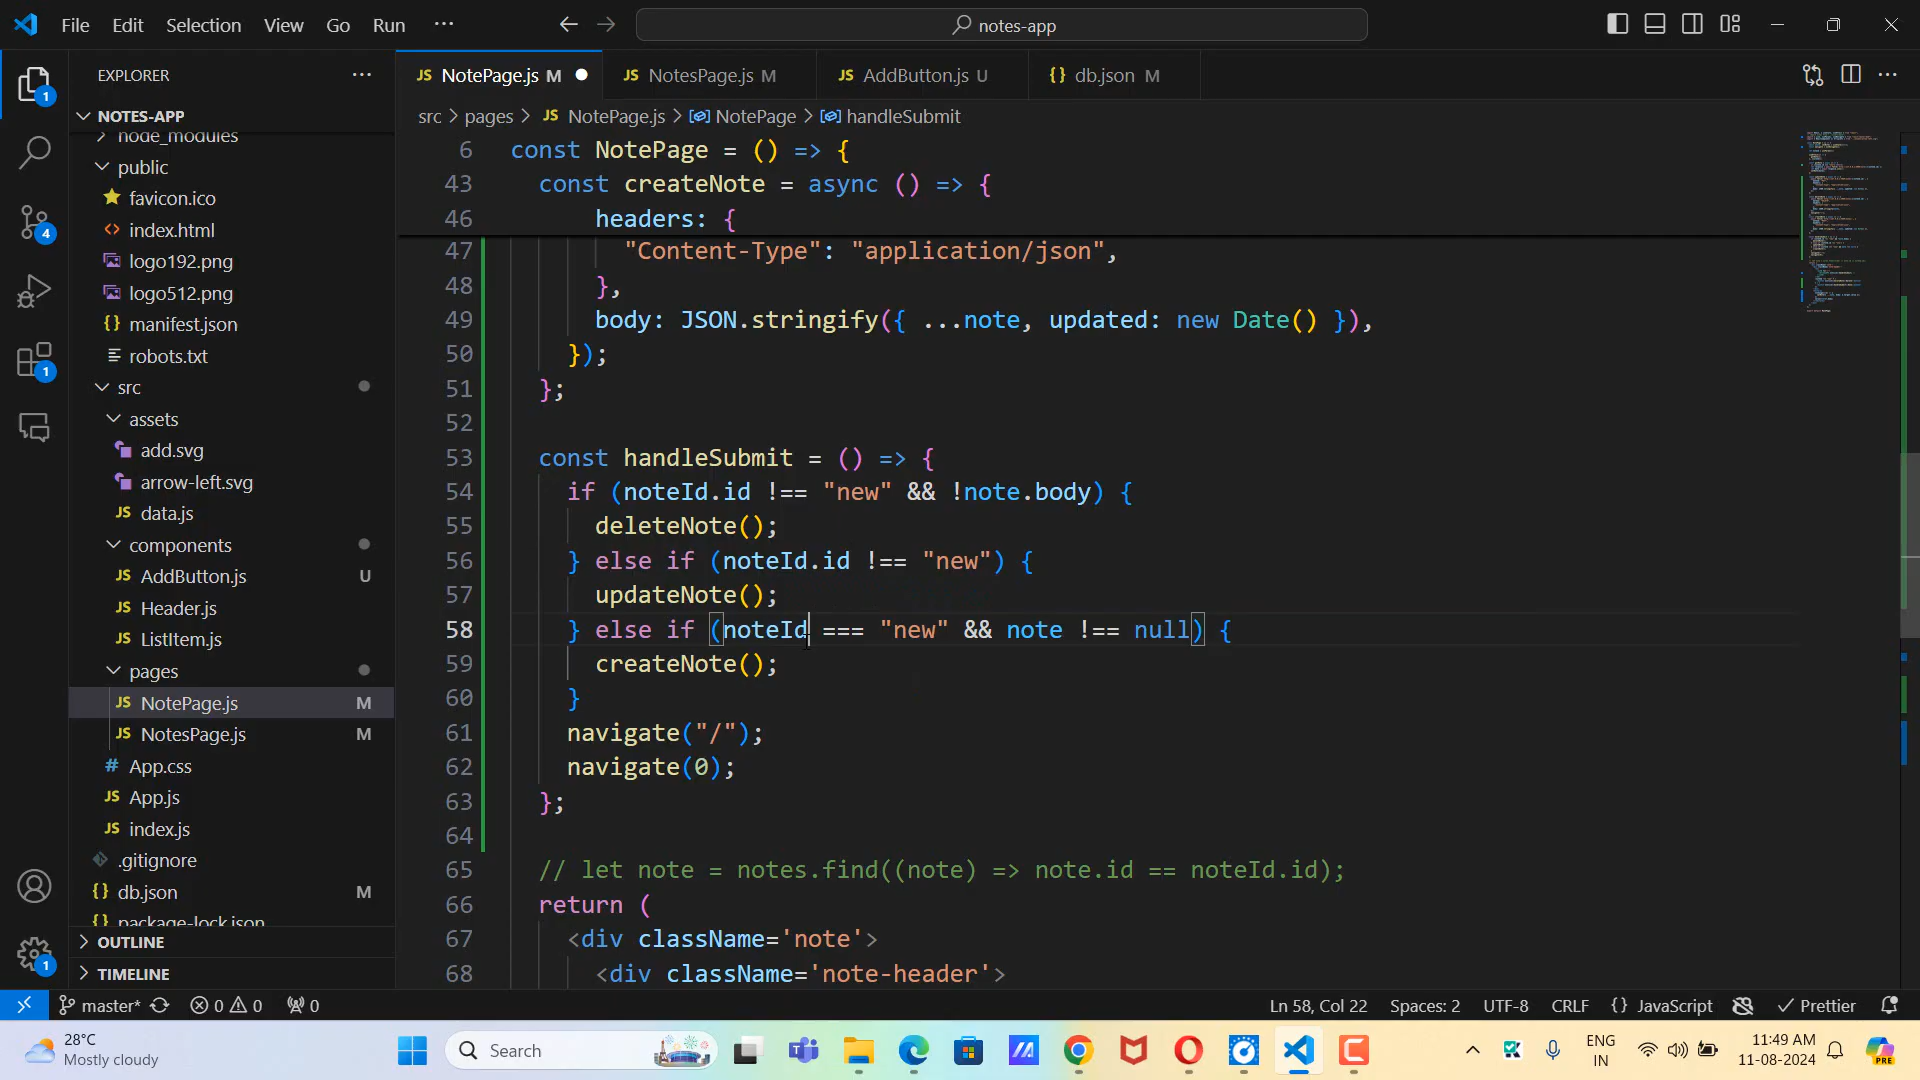 File Edit Selection View Go Run ··· notes-app
EXPLORER ···
NOTES-APP
node_modules
public
favicon.ico
index.html
logo192.png
logo512.png
manifest.json
robots.txt
src
assets
add.svg
arrow-left.svg
data.js
components
AddButton.js U
Header.js
ListItem.js
pages
NotePage.js M
NotesPage.js M
App.css
App.js
index.js
.gitignore
db.json M
package-lock.json
OUTLINE
TIMELINE
1
4
1
1
JS NotePage.js M JS NotesPage.js M JS AddButton.js U {} db.json M
src > pages > JS NotePage.js > NotePage > handleSubmit
6 const NotePage = () => {
43 const createNote = async () => {
46 headers: {
47 "Content-Type": "application/json",
48 },
49 body: JSON.stringify({ ...note, updated: new Date() }),
50 });
51 };
52
53 const handleSubmit = () => {
54 if (noteId.id !== "new" && !note.body) {
55 deleteNote();
56 } else if (noteId.id !== "new") {
57 updateNote();
58 } else if (noteId === "new" && note !== null) {
59 createNote();
60 }
61 navigate("/");
62 navigate(0);
63 };
64
65 // let note = notes.find((note) => note.id == noteId.id);
66 return (
67 <div className='note'>
68 <div className='note-header'>
master* 0 0 0 Ln 58, Col 22 Spaces: 2 UTF-8 CRLF {} JavaScript Prettier
28°C
Mostly cloudy
Search
ENG
IN
11:49 AM
11-08-2024
PRE